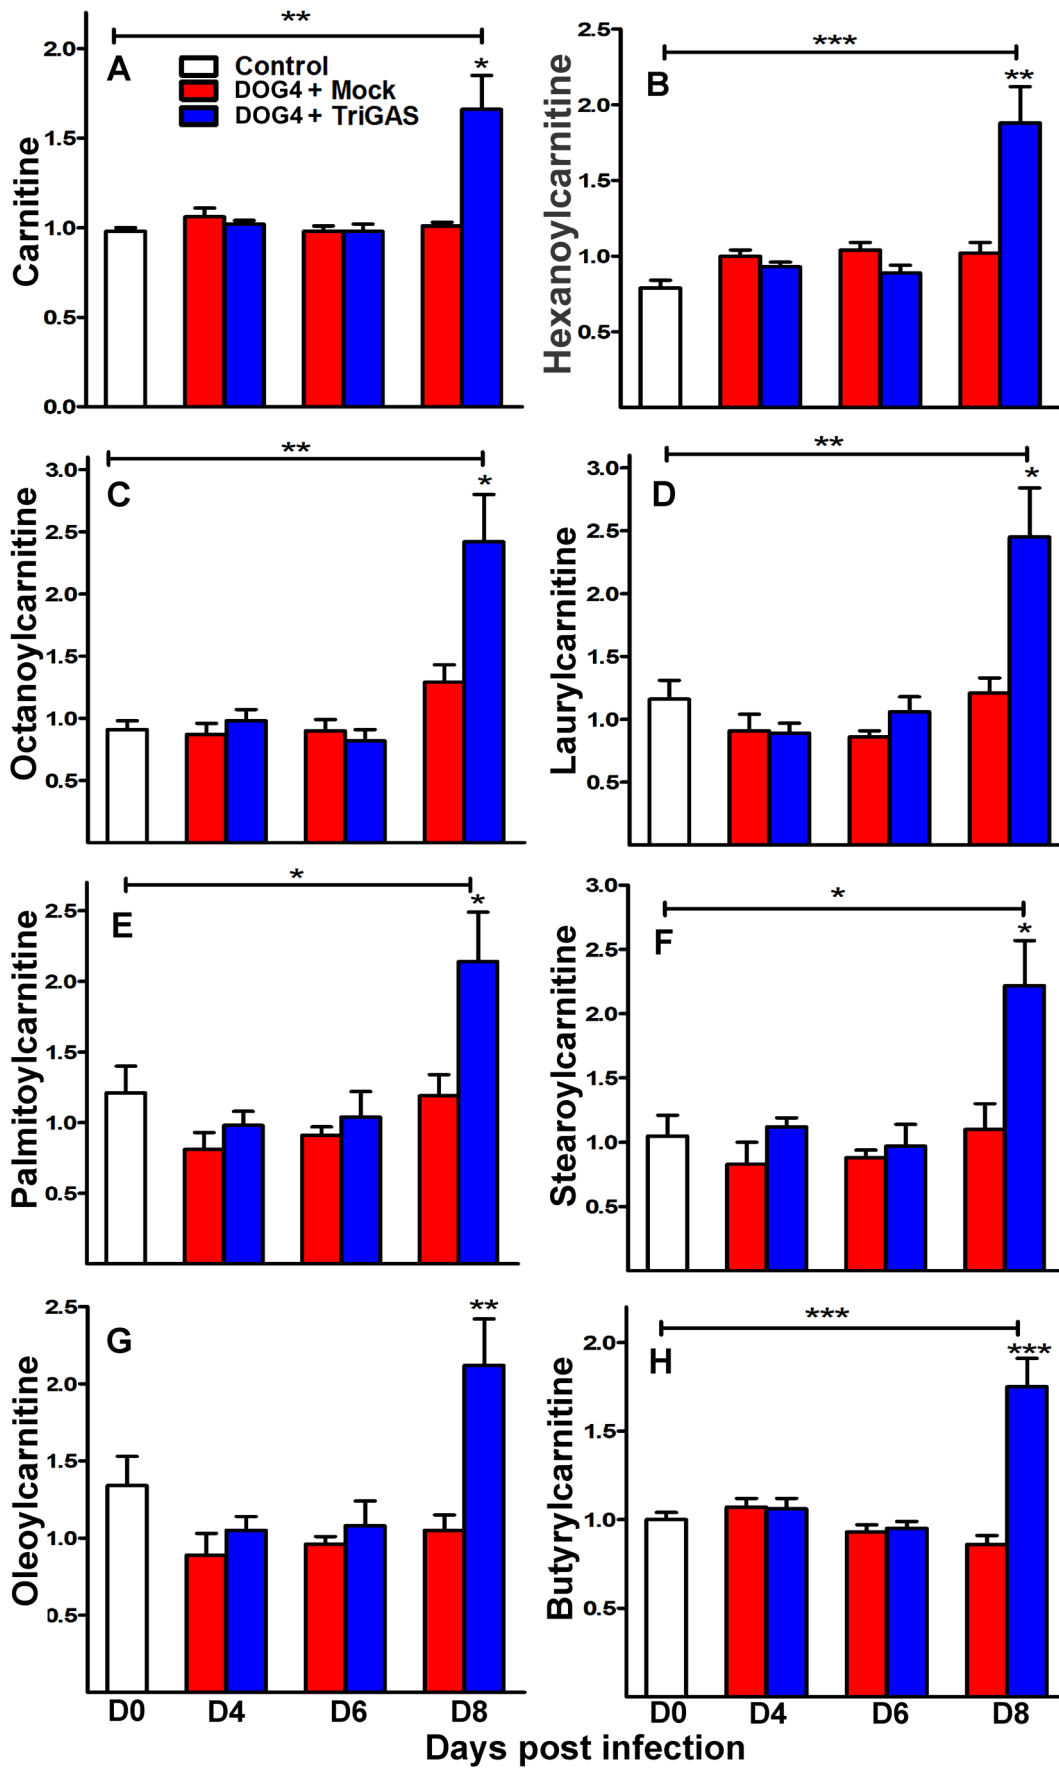 **
2.0
A
Control
DOG4 + Mock
DOG4 + TriGAS
*
1.5
1.0
0.5
0.0
Carnitine
***
2.5
B
**
2.0
1.5
1.0
0.5
Hexanoylcarnitine
**
3.0
C
*
2.5
2.0
1.5
1.0
0.5
Octanoylcarnitine
**
3.0
D
*
2.5
2.0
1.5
1.0
0.5
Laurylcarnitine
*
2.5
E
*
2.0
1.5
1.0
0.5
Palmitoylcarnitine
3.0
*
F
*
2.5
2.0
1.5
1.0
0.5
Stearoylcarnitine
2.5
G
**
2.0
1.5
1.0
0.5
Oleoylcarnitine
D0 D4 D6 D8
***
2.0
H
***
1.5
1.0
0.5
Butyrylcarnitine
D0 D4 D6 D8
Days post infection